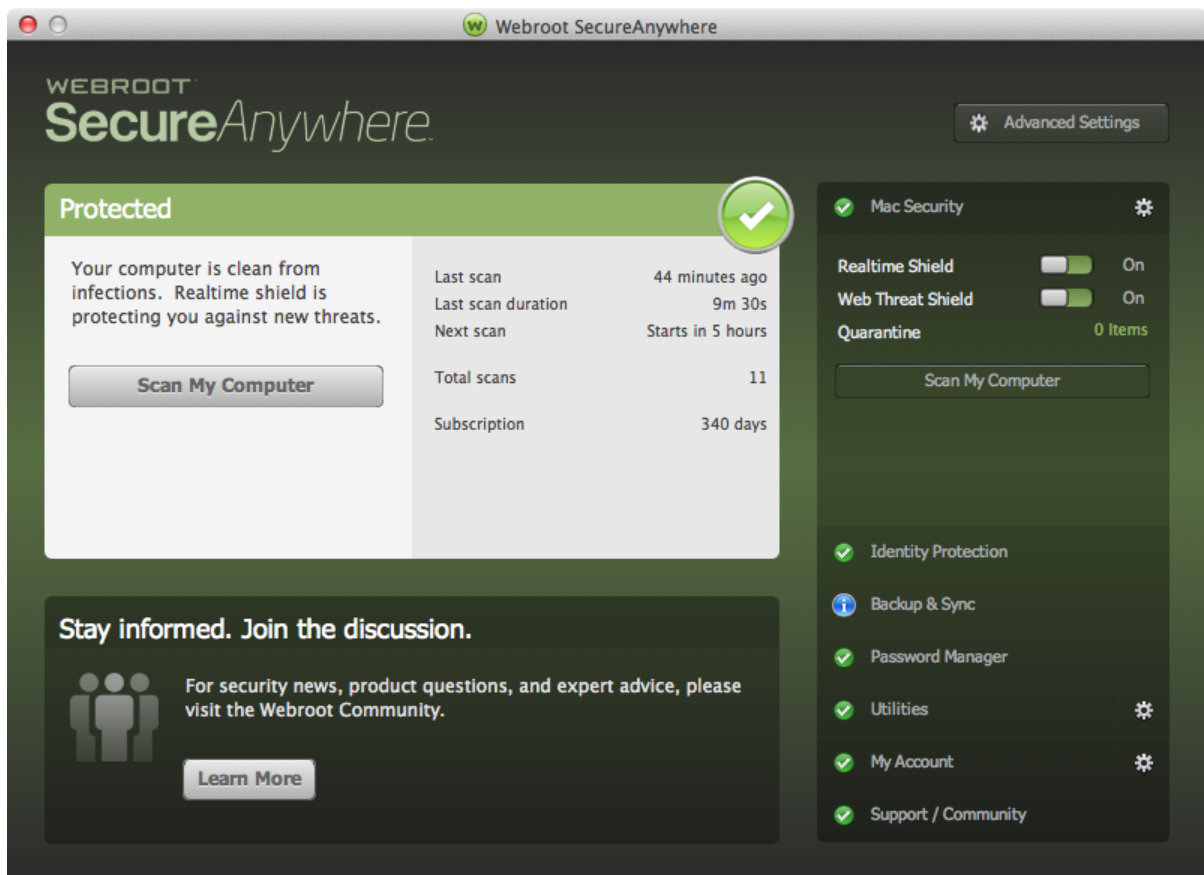 Webroot SecureAnywhere
WEBROOT™
SecureAnywhere™
Advanced Settings
Protected
Your computer is clean from
infections.  Realtime shield is
protecting you against new threats.
Scan My Computer
Last scan 44 minutes ago
Last scan duration 9m 30s
Next scan Starts in 5 hours
Total scans 11
Subscription 340 days
Stay informed. Join the discussion.
For security news, product questions, and expert advice, please
visit the Webroot Community.
Learn More
Mac Security
Realtime Shield On
Web Threat Shield On
Quarantine 0 Items
Scan My Computer
Identity Protection
Backup & Sync
Password Manager
Utilities
My Account
Support / Community